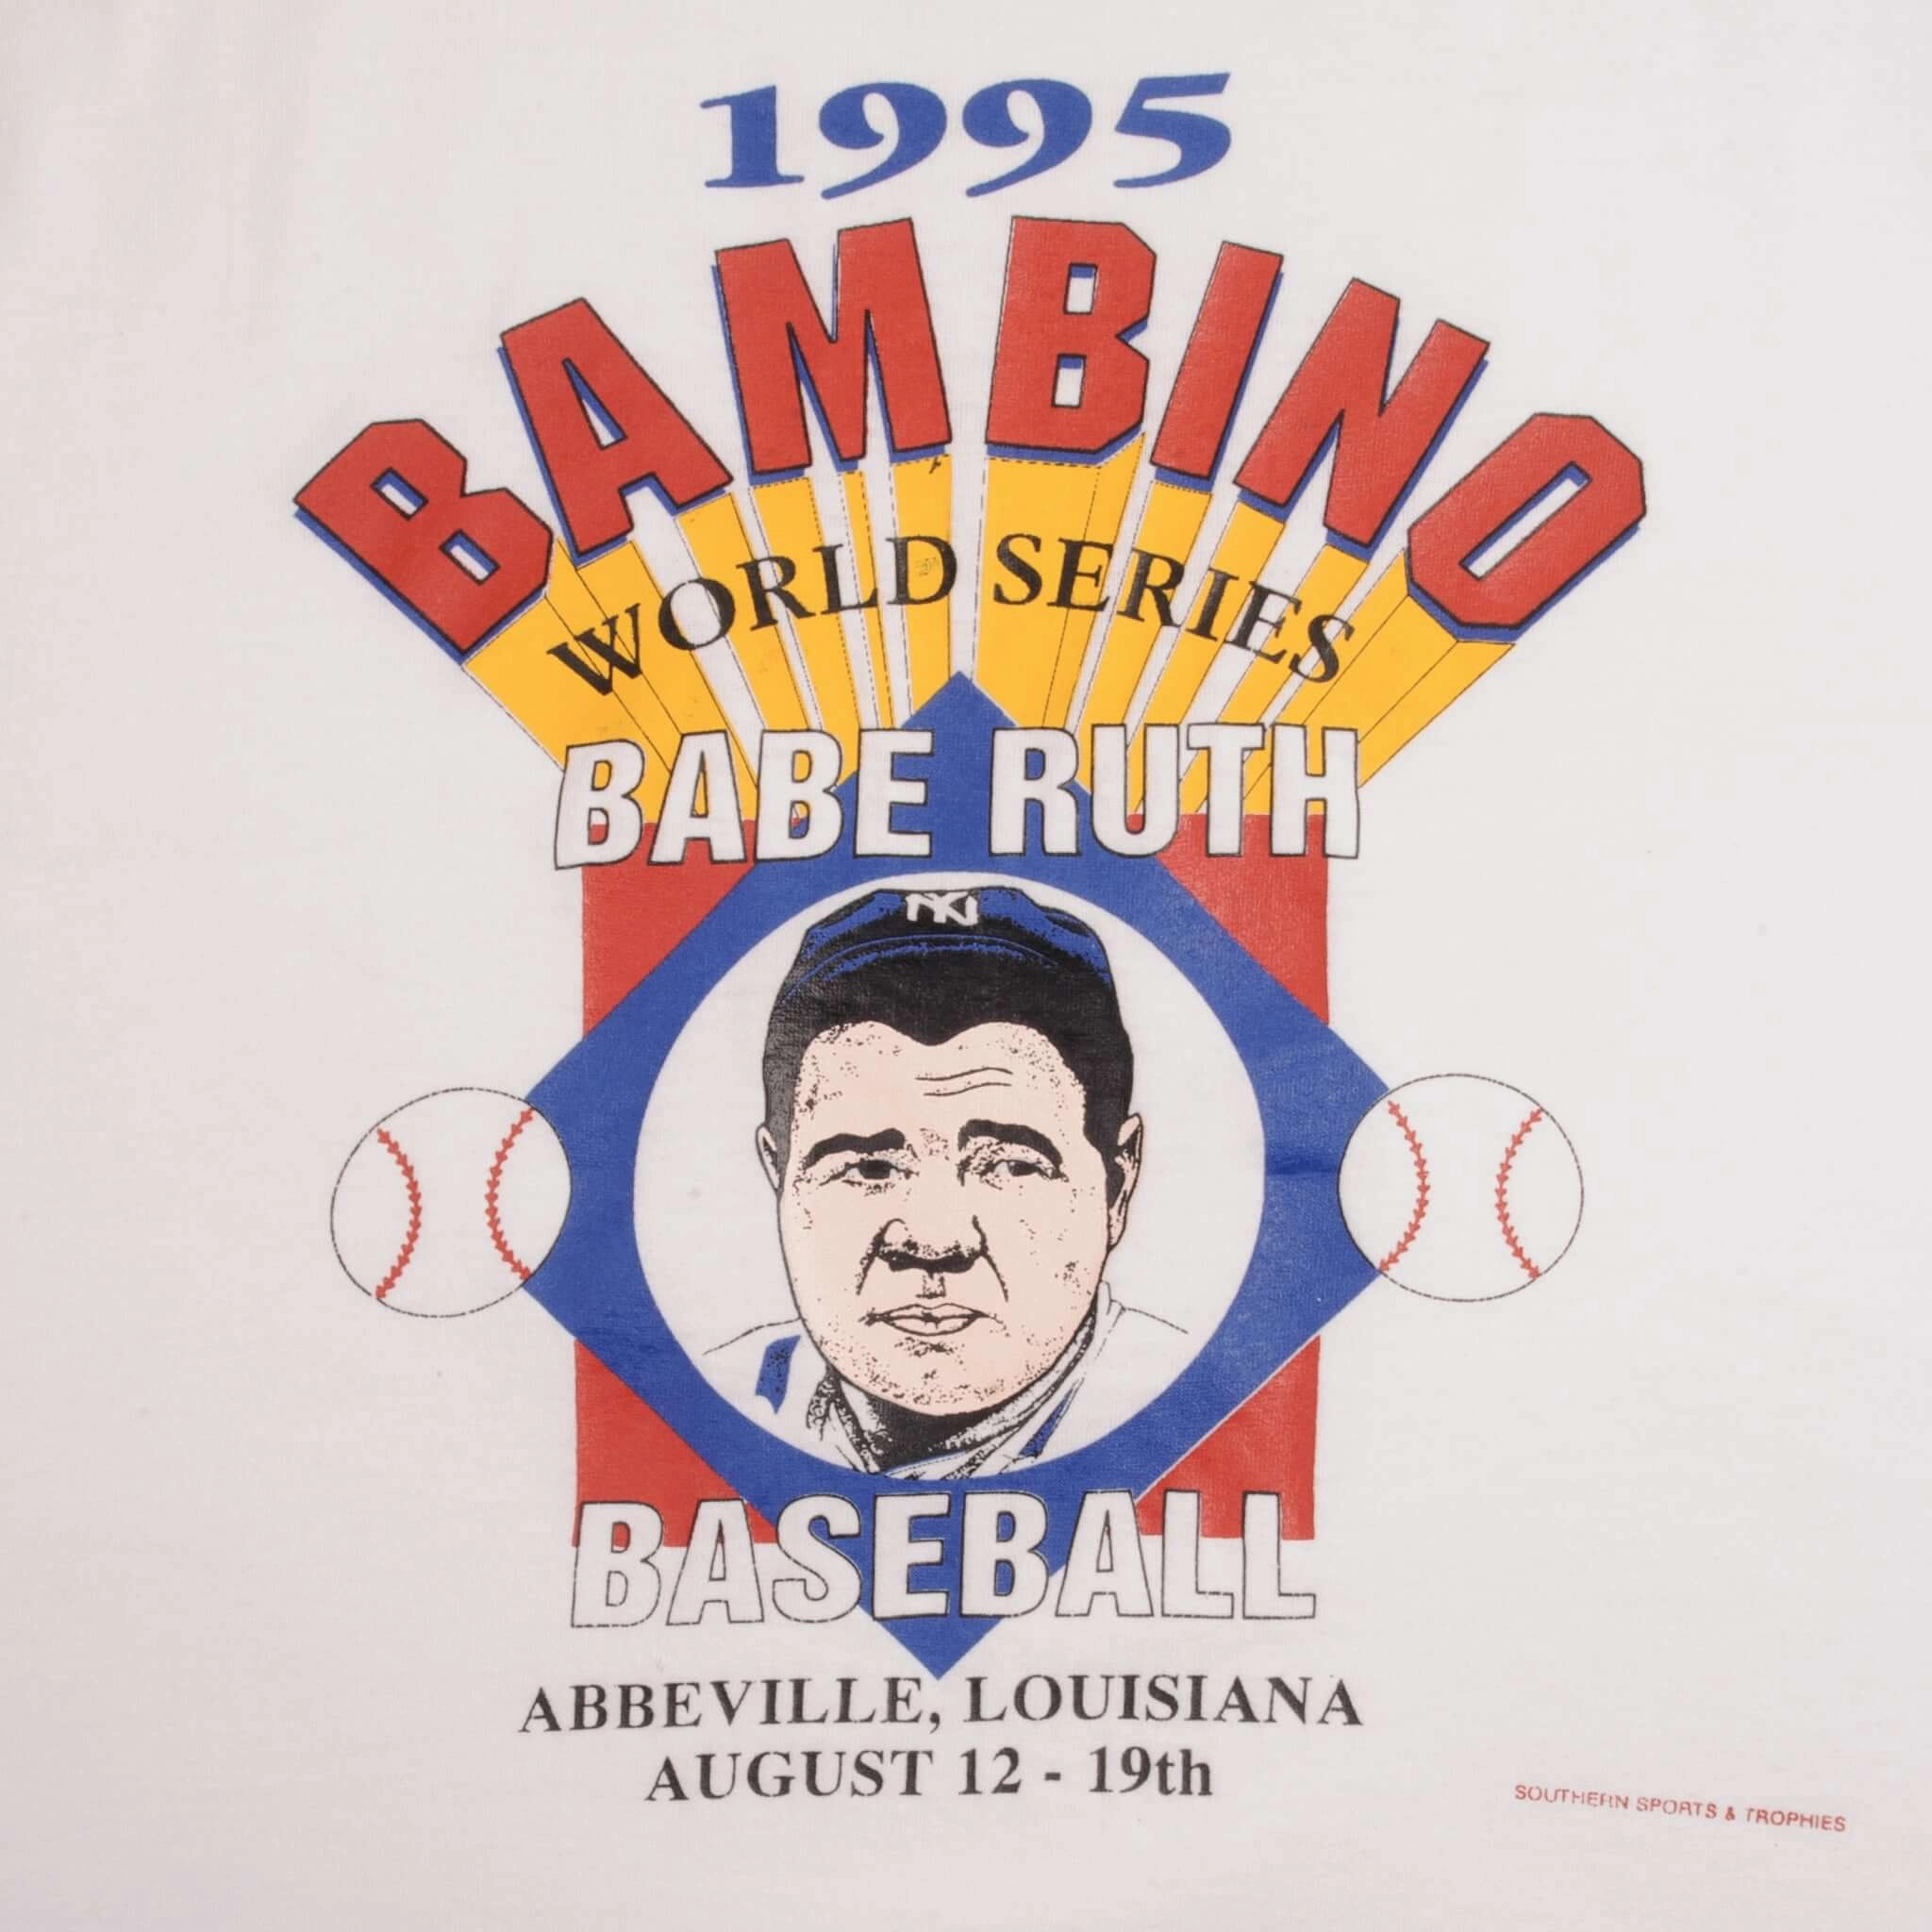 1995
BAMBINO
WORLD SERIES
BABE RUTH
NY
BASEBALL
ABBEVILLE, LOUISIANA
AUGUST 12 - 19th
SOUTHERN SPORTS & TROPHIES